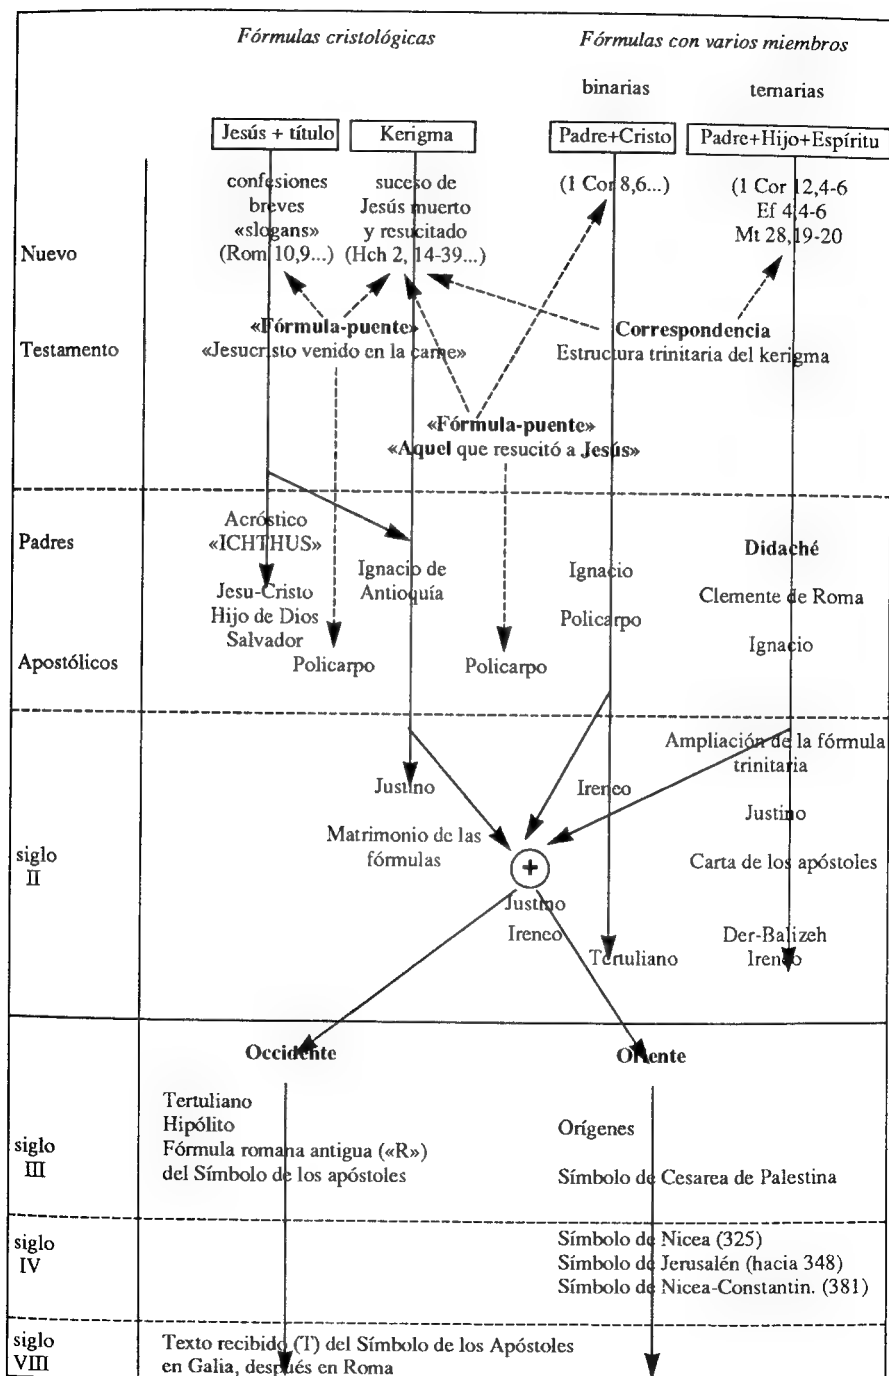 Fórmulas cristológicas
Fórmulas con varios miembros
binarias
ternarias
Jesús + título
Kerigma
Padre+Cristo
Padre+Hijo+Espíritu
confesiones
breves
«slogans»
(Rom 10,9...)
suceso de
Jesús muerto
y resucitado
(Hch 2, 14-39...)
(1 Cor 8,6...)
(1 Cor 12,4-6
Ef 4,4-6
Mt 28,19-20
Nuevo
Testamento
«Fórmula-puente»
«Jesucristo venido en la carne»
Correspondencia
Estructura trinitaria del kerigma
«Fórmula-puente»
«Aquel que resucitó a Jesús»
Padres
Apostólicos
Acróstico
«ICHTHUS»
Jesu-Cristo
Hijo de Dios
Salvador
Policarpo
Ignacio de
Antioquía
Policarpo
Ignacio
Policarpo
Didaché
Clemente de Roma
Ignacio
siglo
II
Justino
Matrimonio de las
fórmulas
+
Justino
Ireneo
Ireneo
Tertuliano
Ampliación de la fórmula
trinitaria
Justino
Carta de los apóstoles
Der-Balizeh
Ireneo
Occidente
Oriente
siglo
III
Tertuliano
Hipólito
Fórmula romana antigua («R»)
del Símbolo de los apóstoles
Orígenes
Símbolo de Cesarea de Palestina
siglo
IV
Símbolo de Nicea (325)
Símbolo de Jerusalén (hacia 348)
Símbolo de Nicea-Constantin. (381)
siglo
VIII
Texto recibido (T) del Símbolo de los Apóstoles
en Galia, después en Roma